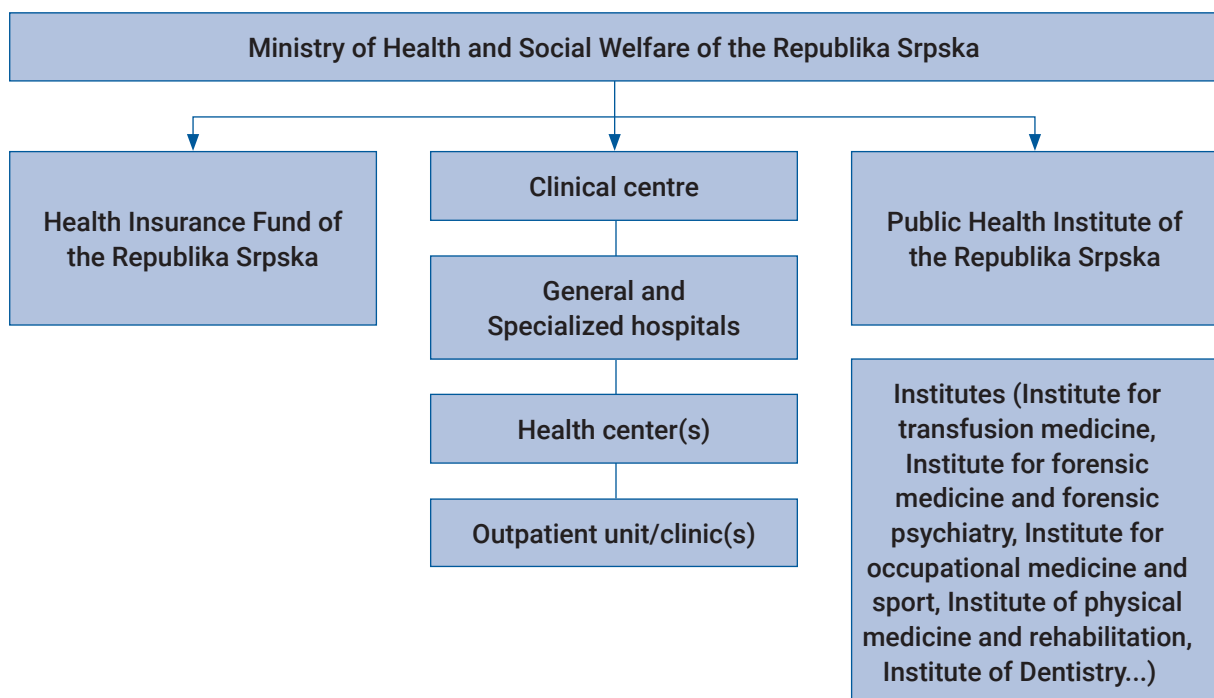 Ministry of Health and Social Welfare of the Republika Srpska
Health Insurance Fund of
the Republika Srpska
Clinical centre
General and
Specialized hospitals
Health center(s)
Outpatient unit/clinic(s)
Public Health Institute of
the Republika Srpska
Institutes (Institute for
transfusion medicine,
Institute for forensic
medicine and forensic
psychiatry, Institute for
occupational medicine and
sport, Institute of physical
medicine and rehabilitation,
Institute of Dentistry...)